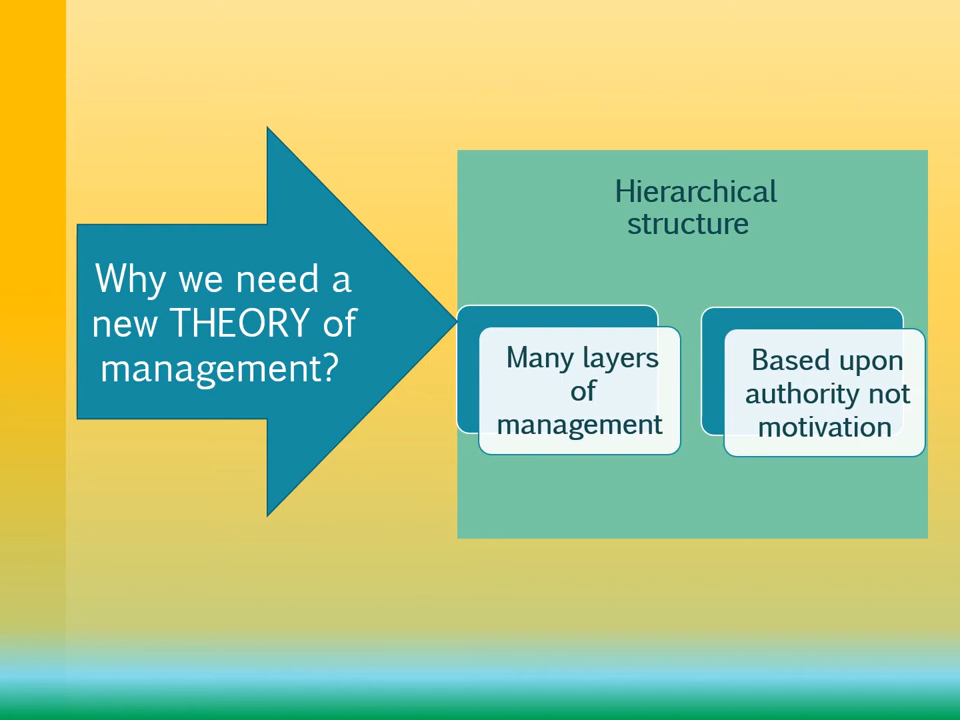 Why we need a
new THEORY of
management?
Hierarchical
structure
Many layers
of
management
Based upon
authority not
motivation